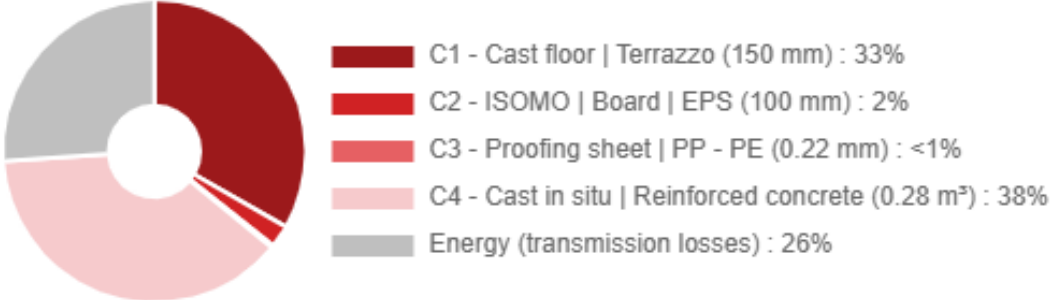 C1 - Cast floor | Terrazzo (150 mm) : 33%
C2 - ISOMO | Board | EPS (100 mm) : 2%
C3 - Proofing sheet | PP - PE (0.22 mm) : <1%
C4 - Cast in situ | Reinforced concrete (0.28 m³) : 38%
Energy (transmission losses) : 26%